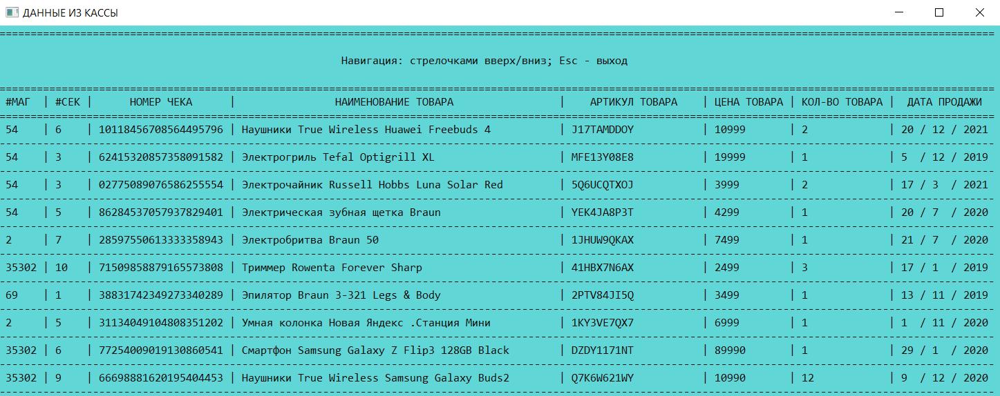 ДАННЫЕ ИЗ КАССЫ
Навигация: стрелочками вверх/вниз; Esc - выход
#МАГ | #СЕК | НОМЕР ЧЕКА | НАИМЕНОВАНИЕ ТОВАРА | АРТИКУЛ ТОВАРА | ЦЕНА ТОВАРА | КОЛ-ВО ТОВАРА | ДАТА ПРОДАЖИ
54 | 6 | 10118456708564495796 | Наушники True Wireless Huawei Freebuds 4 | J17TAMDDOY | 10999 | 2 | 20 / 12 / 2021
54 | 3 | 62415320857358091582 | Электрогриль Tefal Optigrill XL | MFE13Y08E8 | 19999 | 1 | 5 / 12 / 2019
54 | 3 | 02775089076586255554 | Электрочайник Russell Hobbs Luna Solar Red | 5Q6UCQTXOJ | 3999 | 2 | 17 / 3 / 2021
54 | 5 | 86284537057937829401 | Электрическая зубная щетка Braun | YEK4JA8P3T | 4299 | 1 | 20 / 7 / 2020
2 | 7 | 28597550613333358943 | Электробритва Braun 50 | 1JHUW9QKAX | 7499 | 1 | 21 / 7 / 2020
35302 | 10 | 71509858879165573808 | Триммер Rowenta Forever Sharp | 41HBX7N6AX | 2499 | 3 | 17 / 1 / 2019
69 | 1 | 38831742349273340289 | Эпилятор Braun 3-321 Legs & Body | 2PTV84JI5Q | 3499 | 1 | 13 / 11 / 2019
2 | 5 | 31134049104808351202 | Умная колонка Новая Яндекс .Станция Мини | 1KY3VE7QX7 | 6999 | 1 | 1 / 11 / 2020
35302 | 6 | 77254009019130860541 | Смартфон Samsung Galaxy Z Flip3 128GB Black | DZDY1171NT | 89990 | 1 | 29 / 1 / 2020
35302 | 9 | 66698881620195404453 | Наушники True Wireless Samsung Galaxy Buds2 | Q7K6W621WY | 10990 | 12 | 9 / 12 / 2020